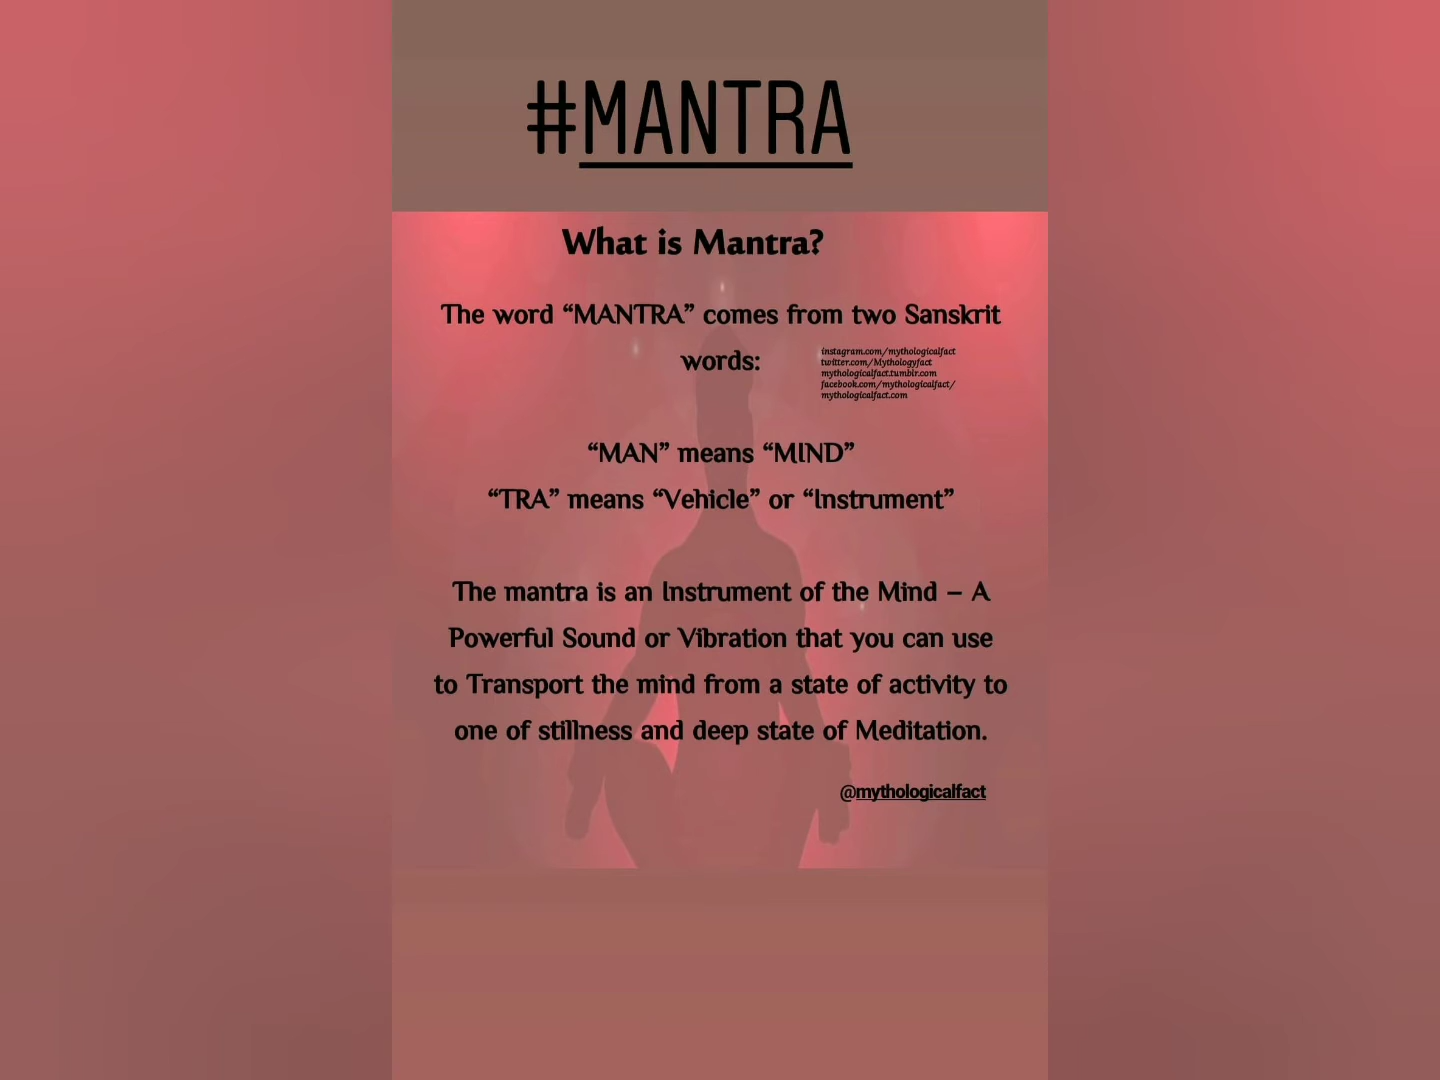 #MANTRA
What is Mantra?
The word “MANTRA” comes from two Sanskrit
words:
instagram.com/mythologicalfact
twitter.com/Mythologyfact
mythologicalfact.tumblr.com
facebook.com/mythologicalfact/
mythologicalfact.com
“MAN” means “MIND”
“TRA” means “Vehicle” or “Instrument”
The mantra is an Instrument of the Mind – A
Powerful Sound or Vibration that you can use
to Transport the mind from a state of activity to
one of stillness and deep state of Meditation.
@mythologicalfact